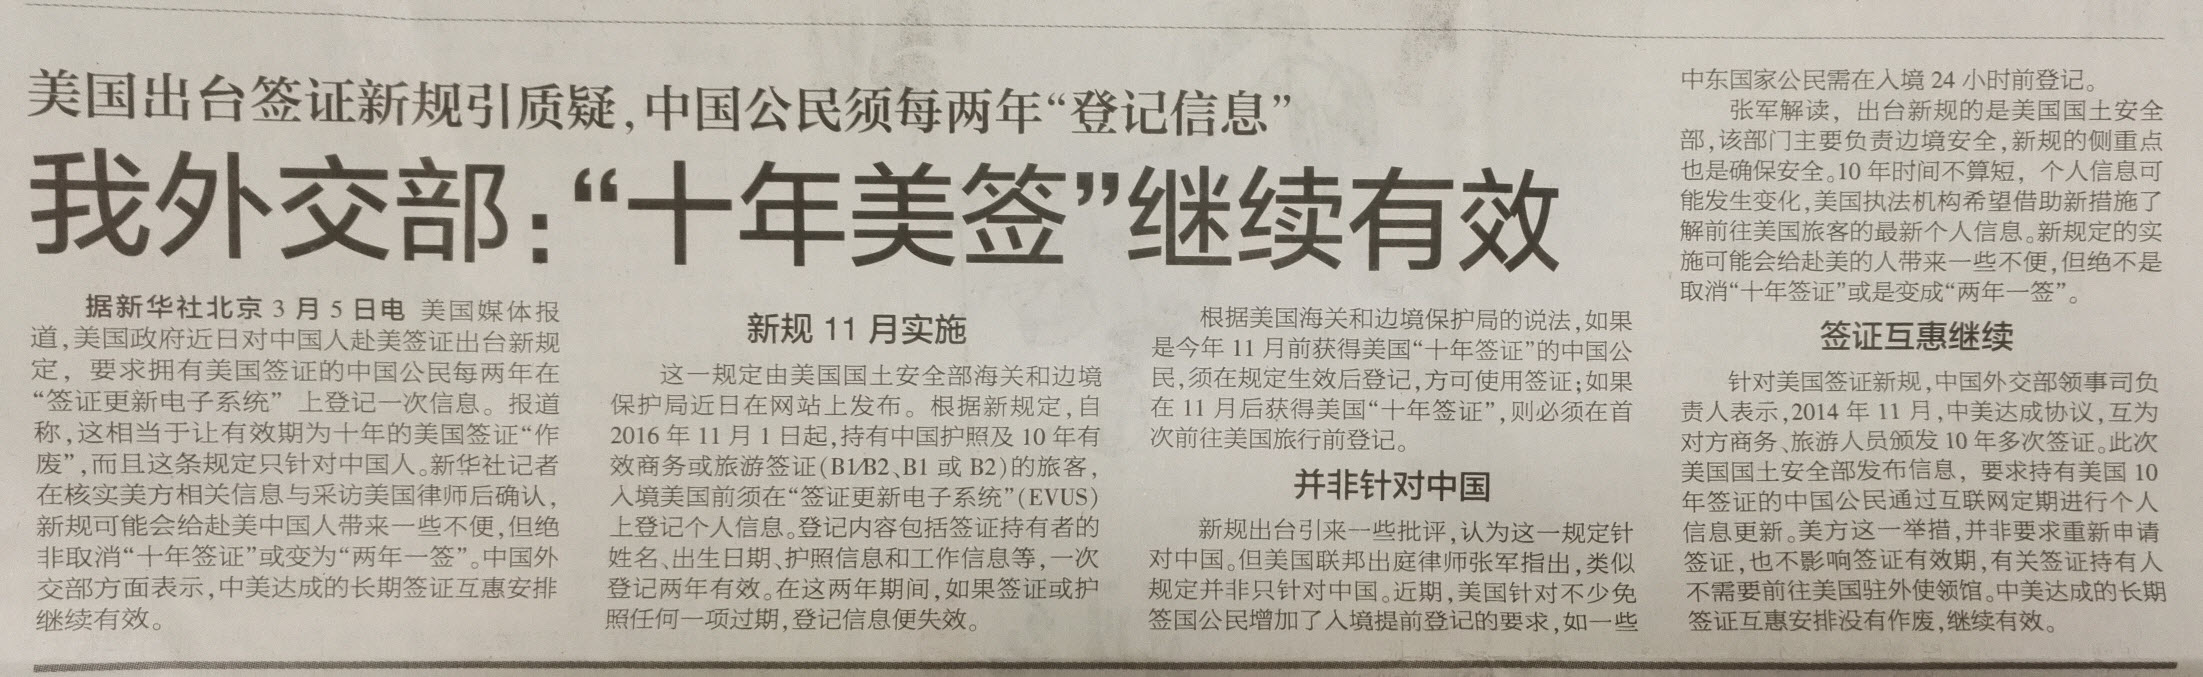 美国出台签证新规引质疑,中国公民须每两年“登记信息”
我外交部:“十年美签”继续有效
据新华社北京3月5日电 美国媒体报
道,美国政府近日对中国人赴美签证出台新规
定，要求拥有美国签证的中国公民每两年在
“签证更新电子系统”上登记一次信息。报道
称,这相当于让有效期为十年的美国签证“作
废”,而且这条规定只针对中国人。新华社记者
在核实美方相关信息与采访美国律师后确认,
新规可能会给赴美中国人带来一些不便,但绝
非取消“十年签证”或变为“两年一签”。中国外
交部方面表示,中美达成的长期签证互惠安排
继续有效。
新规11月实施
这一规定由美国国土安全部海关和边境
保护局近日在网站上发布。根据新规定,自
2016年11月1日起,持有中国护照及10年有
效商务或旅游签证(B1/B2、B1或B2)的旅客,
入境美国前须在“签证更新电子系统”(EVUS)
上登记个人信息。登记内容包括签证持有者的
姓名、出生日期、护照信息和工作信息等,一次
登记两年有效。在这两年期间,如果签证或护
照任何一项过期,登记信息便失效。
根据美国海关和边境保护局的说法,如果
是今年11月前获得美国“十年签证”的中国公
民,须在规定生效后登记,方可使用签证;如果
在11月后获得美国“十年签证”,则必须在首
次前往美国旅行前登记。
并非针对中国
新规出台引来一些批评,认为这一规定针
对中国。但美国联邦出庭律师张军指出,类似
规定并非只针对中国。近期,美国针对不少免
签国公民增加了入境提前登记的要求,如一些
中东国家公民需在入境24小时前登记。
张军解读，出台新规的是美国国土安全
部,该部门主要负责边境安全,新规的侧重点
也是确保安全。10年时间不算短，个人信息可
能发生变化,美国执法机构希望借助新措施了
解前往美国旅客的最新个人信息。新规定的实
施可能会给赴美的人带来一些不便,但绝不是
取消“十年签证”或是变成“两年一签”。
签证互惠继续
针对美国签证新规,中国外交部领事司负
责人表示,2014年11月,中美达成协议,互为
对方商务、旅游人员颁发10年多次签证。此次
美国国土安全部发布信息，要求持有美国10
年签证的中国公民通过互联网定期进行个人
信息更新。美方这一举措,并非要求重新申请
签证,也不影响签证有效期,有关签证持有人
不需要前往美国驻外使领馆。中美达成的长期
签证互惠安排没有作废,继续有效。